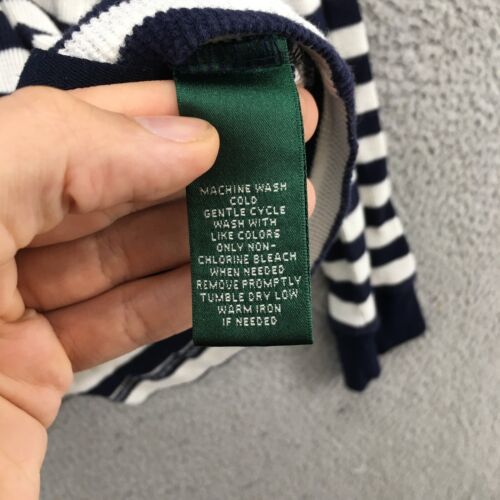 MACHINE WASH
COLD
GENTLE CYCLE
WASH WITH
LIKE COLORS
ONLY NON-
CHLORINE BLEACH
WHEN NEEDED
REMOVE PROMPTLY
TUMBLE DRY LOW
WARM IRON
IF NEEDED